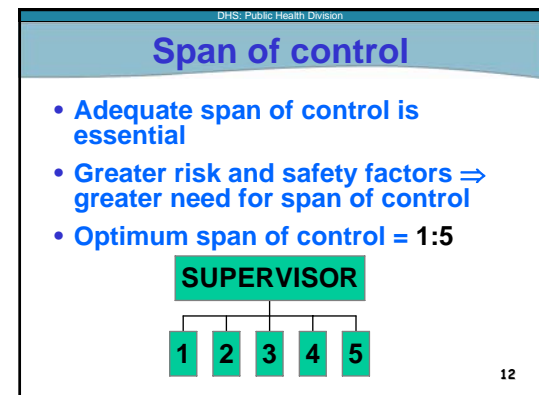 DHS: Public Health Division
Span of control
• Adequate span of control is
essential
• Greater risk and safety factors ⇒
greater need for span of control
• Optimum span of control = 1:5
SUPERVISOR
1 2 3 4 5
12